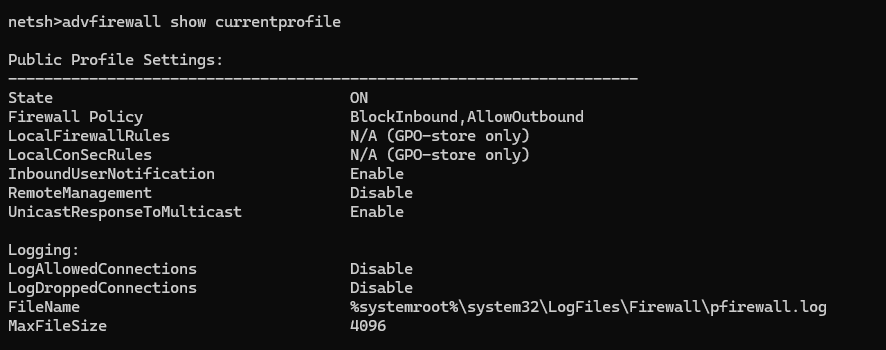 netsh>advfirewall show currentprofile
Public Profile Settings:
----------------------------------------------------------------------
State ON
Firewall Policy BlockInbound,AllowOutbound
LocalFirewallRules N/A (GPO-store only)
LocalConSecRules N/A (GPO-store only)
InboundUserNotification Enable
RemoteManagement Disable
UnicastResponseToMulticast Enable
Logging:
LogAllowedConnections Disable
LogDroppedConnections Disable
FileName %systemroot%\system32\LogFiles\Firewall\pfirewall.log
MaxFileSize 4096